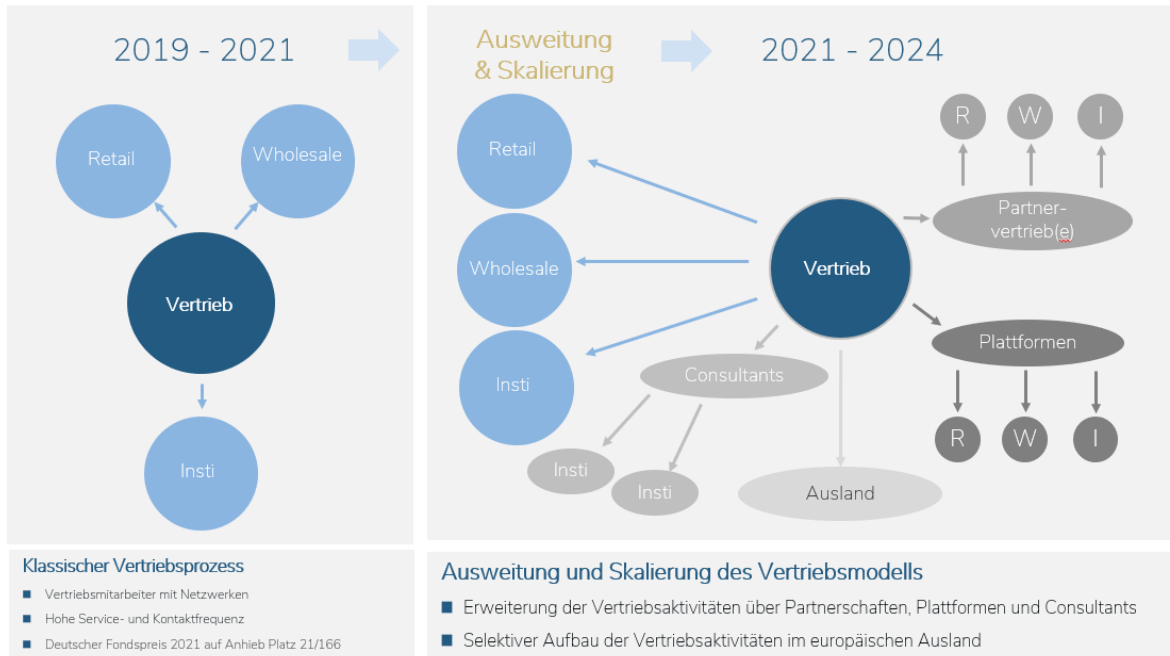 2019 - 2021
Retail
Wholesale
Vertrieb
Insti
Klassischer Vertriebsprozess
Vertriebsmitarbeiter mit Netzwerken
Hohe Service- und Kontaktfrequenz
Deutscher Fondspreis 2021 auf Anhieb Platz 21/166
Ausweitung
& Skalierung
2021 - 2024
Retail
Wholesale
Insti
Vertrieb
R
W
I
Partner-
vertrieb(e)
Plattformen
R
W
I
Consultants
Insti
Insti
Ausland
Ausweitung und Skalierung des Vertriebsmodells
Erweiterung der Vertriebsaktivitäten über Partnerschaften, Plattformen und Consultants
Selektiver Aufbau der Vertriebsaktivitäten im europäischen Ausland